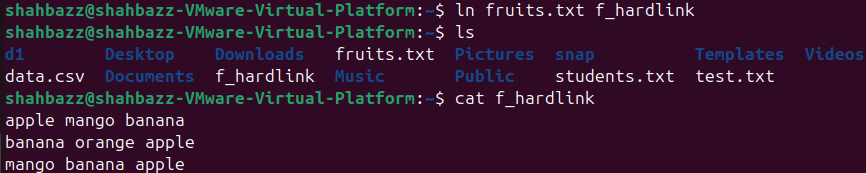 shahbazz@shahbazz-VMware-Virtual-Platform:~$ ln fruits.txt f_hardlink
shahbazz@shahbazz-VMware-Virtual-Platform:~$ ls
d1        Desktop    Downloads   fruits.txt  Pictures  snap          Templates  Videos
data.csv  Documents  f_hardlink  Music       Public    students.txt  test.txt
shahbazz@shahbazz-VMware-Virtual-Platform:~$ cat f_hardlink
apple mango banana
banana orange apple
mango banana apple